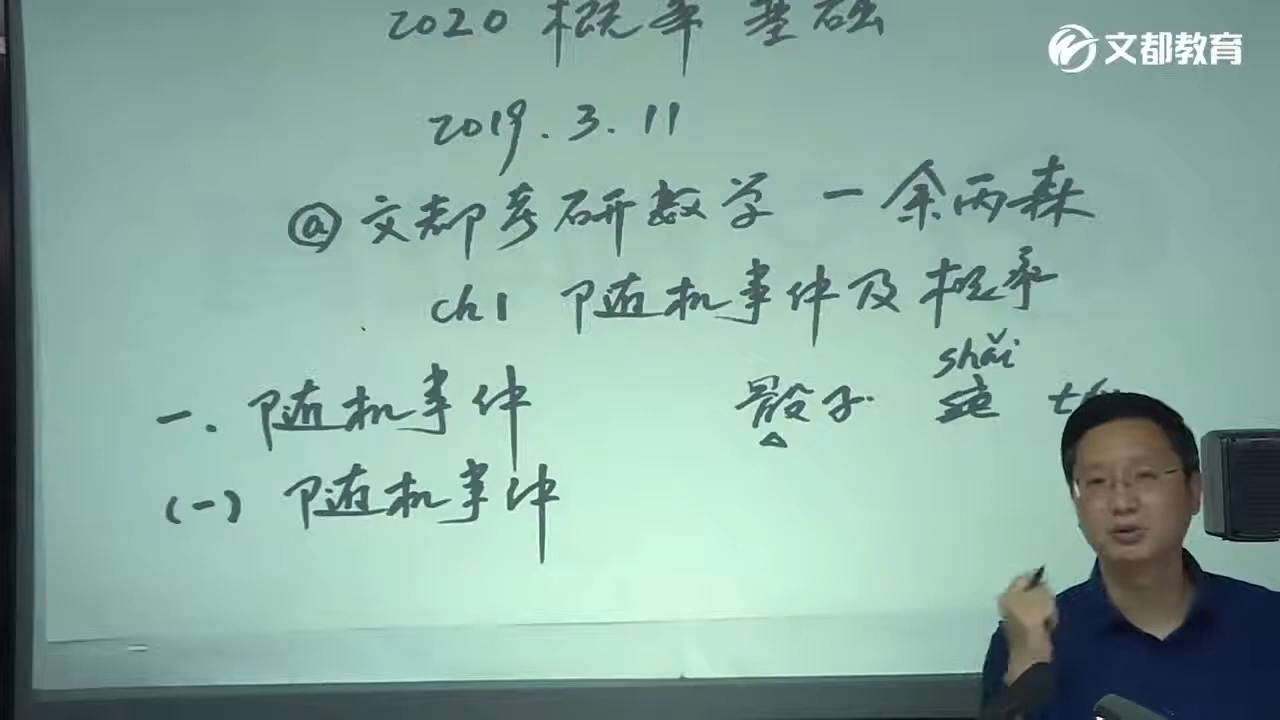 2020 概率 基础
文都教育
2019.3.11
@文都考研数学 一 余丙森
ch1 随机事件及概率
shǎi
一. 随机事件
骰子
(一) 随机事件